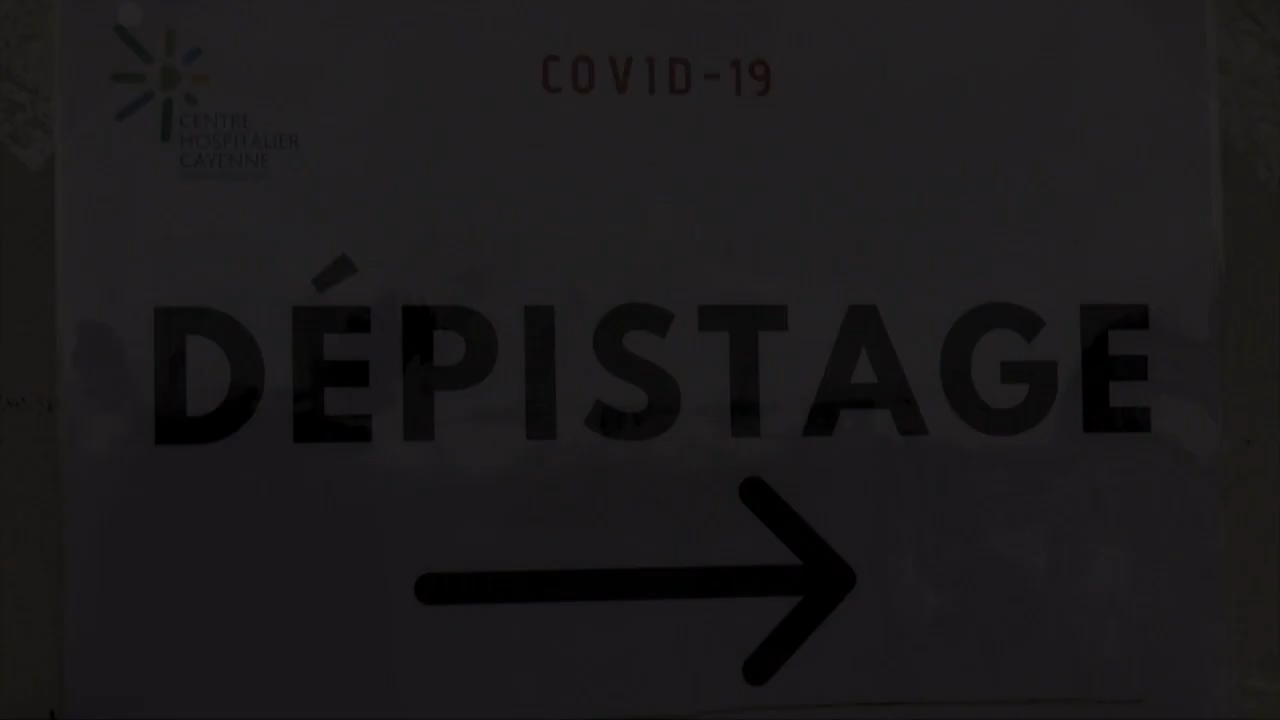 COVID-19
CENTRE
HOSPITALIER
CAYENNE
DÉPISTAGE